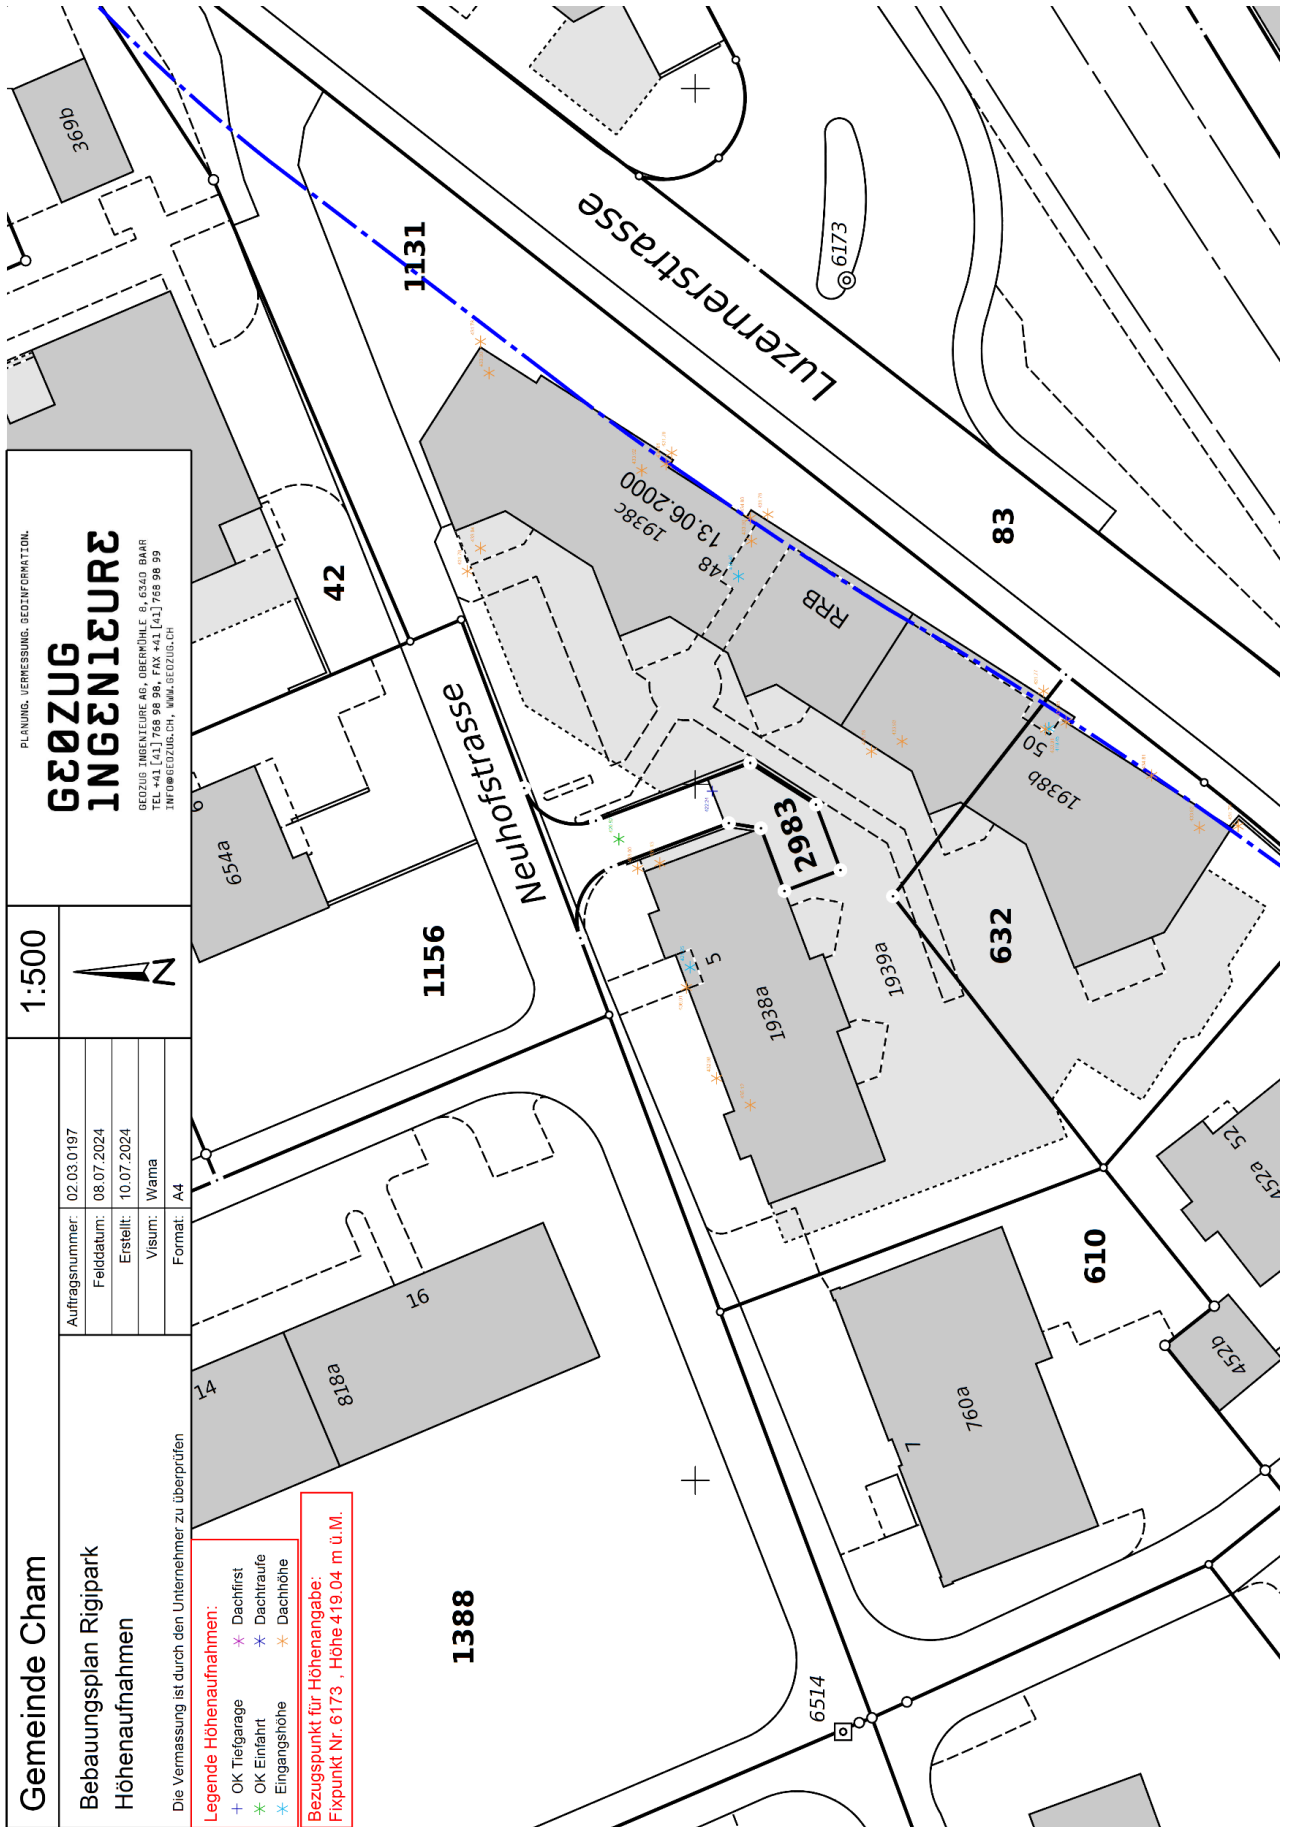 Gemeinde Cham
1:500
Bebauungsplan Rigipark
Höhenaufnahmen
Auftragsnummer: 02.03.0197
Felddatum: 08.07.2024
Erstellt: 10.07.2024
Visum: Wama
Format: A4
Die Vermassung ist durch den Unternehmer zu überprüfen
N
PLANUNG. VERMESSUNG. GEOINFORMATION.
GEOZUG
INGENIEURE
GEOZUG INGENIEURE AG, OBERMÜHLE 8, 6340 BAAR
TEL +41 [41] 768 98 98, FAX +41 [41] 768 98 99
INFO@GEOZUG.CH, WWW.GEOZUG.CH
Legende Höhenaufnahmen:
OK Tiefgarage
Dachfirst
OK Einfahrt
Dachtraufe
Eingangshöhe
Dachhöhe
Bezugspunkt für Höhenangabe:
Fixpunkt Nr. 6173 , Höhe 419.04 m ü.M.
369b
1131
Luzernerstrasse
6173
42
1938c
13.06.2000
48
RRB
83
Neuhofstrasse
9
654a
1156
2983
50
1938b
632
5
1938a
1939a
14
16
818a
610
52
452a
452b
7
760a
1388
6514